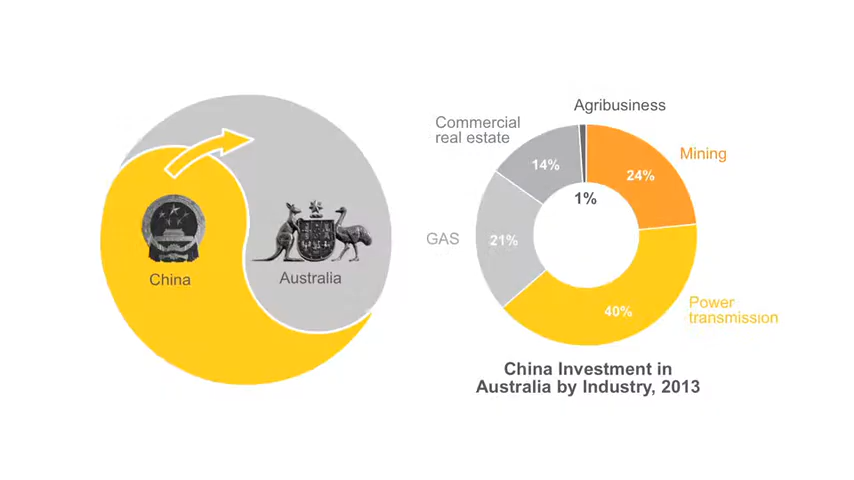 China
Australia
Agribusiness
Commercial
real estate
Mining
14%
24%
1%
GAS
21%
40%
Power
transmission
China Investment in
Australia by Industry, 2013